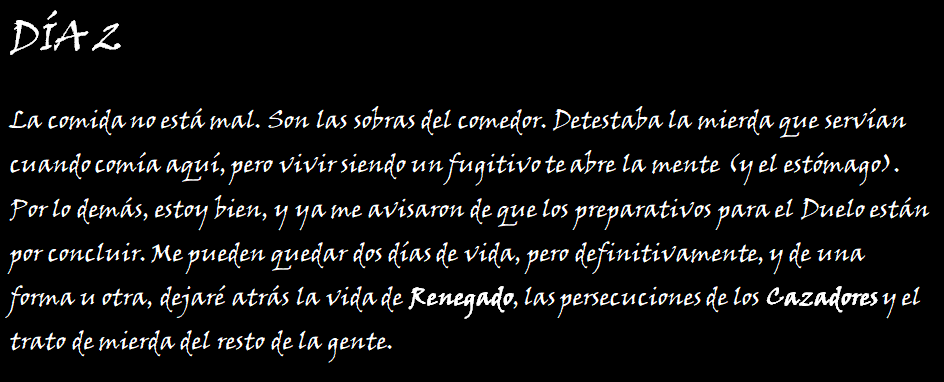 DÍA 2
La comida no está mal. Son las sobras del comedor. Detestaba la mierda que servían
cuando comía aquí, pero vivir siendo un fugitivo te abre la mente (y el estómago).
Por lo demás, estoy bien, y ya me avisaron de que los preparativos para el Duelo están
por concluir. Me pueden quedar dos días de vida, pero definitivamente, y de una
forma u otra, dejaré atrás la vida de Renegado, las persecuciones de los Cazadores y el
trato de mierda del resto de la gente.